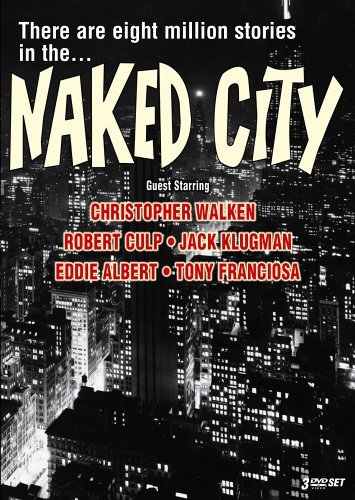 There are eight million stories
in the...
NAKED CITY
Guest Starring
CHRISTOPHER WALKEN
ROBERT CULP • JACK KLUGMAN
EDDIE ALBERT • TONY FRANCIOSA
3 DVD SET
VIDEO